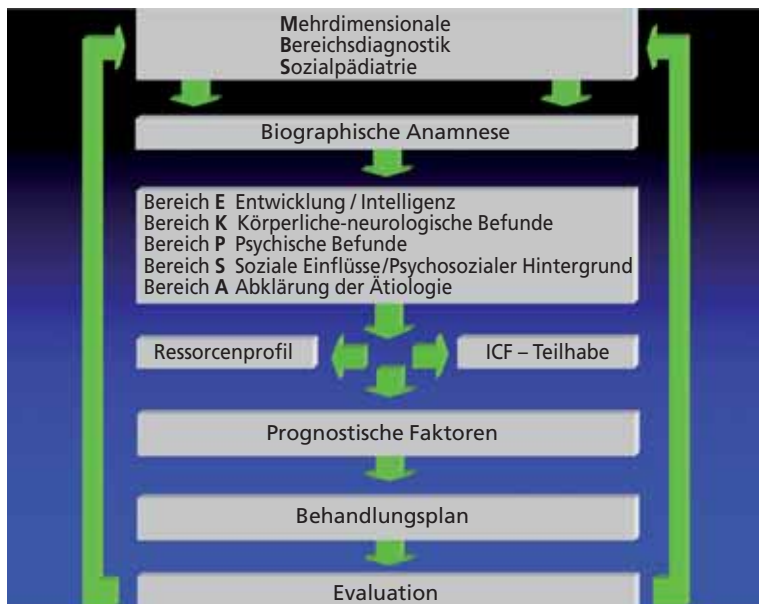 Mehrdimensionale
Bereichsdiagnostik
Sozialpädiatrie
Biographische Anamnese
Bereich E Entwicklung / Intelligenz
Bereich K Körperliche-neurologische Befunde
Bereich P Psychische Befunde
Bereich S Soziale Einflüsse/Psychosozialer Hintergrund
Bereich A Abklärung der Ätiologie
Ressorcenprofil
ICF – Teilhabe
Prognostische Faktoren
Behandlungsplan
Evaluation